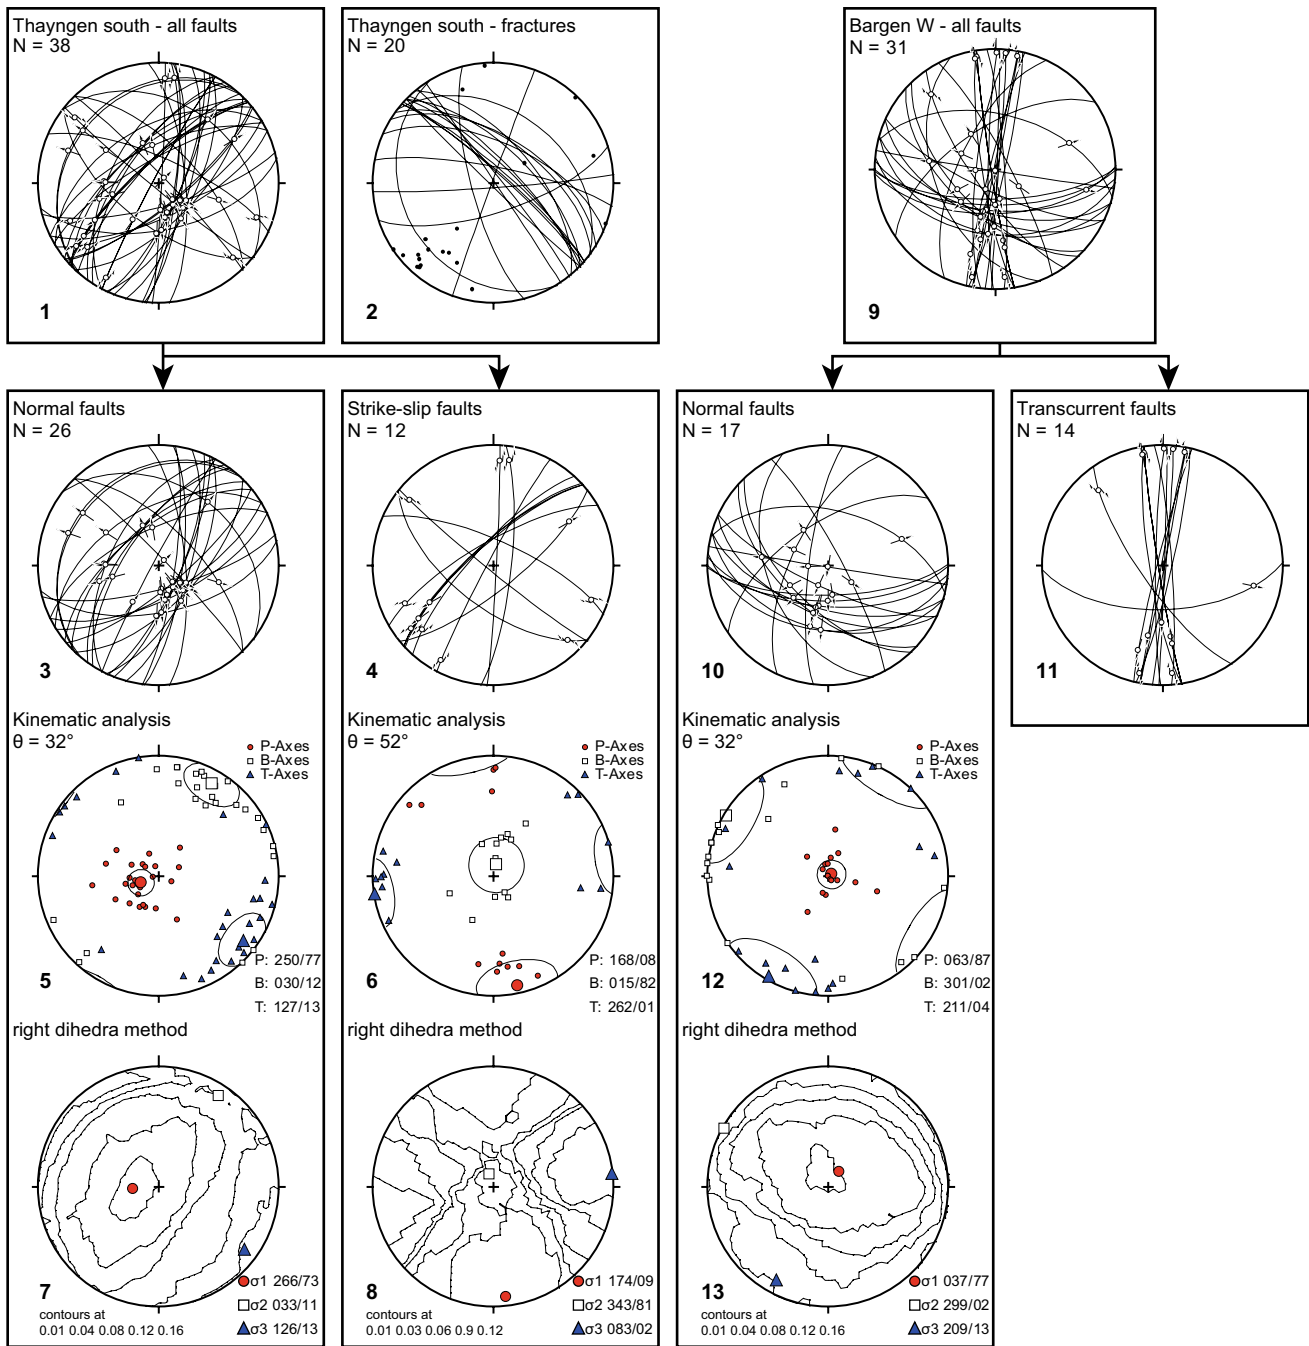 Thayngen south - all faults
N = 38
1
Thayngen south - fractures
N = 20
2
Bargen W - all faults
N = 31
9
Normal faults
N = 26
3
Kinematic analysis
θ = 32°
P-Axes
B-Axes
T-Axes
5
P: 250/77
B: 030/12
T: 127/13
right dihedra method
7
σ1 266/73
σ2 033/11
σ3 126/13
contours at
0.01 0.04 0.08 0.12 0.16
Strike-slip faults
N = 12
4
Kinematic analysis
θ = 52°
P-Axes
B-Axes
T-Axes
6
P: 168/08
B: 015/82
T: 262/01
right dihedra method
8
σ1 174/09
σ2 343/81
σ3 083/02
contours at
0.01 0.03 0.06 0.9 0.12
Normal faults
N = 17
10
Kinematic analysis
θ = 32°
P-Axes
B-Axes
T-Axes
12
P: 063/87
B: 301/02
T: 211/04
right dihedra method
13
σ1 037/77
σ2 299/02
σ3 209/13
contours at
0.01 0.04 0.08 0.12 0.16
Transcurrent faults
N = 14
11